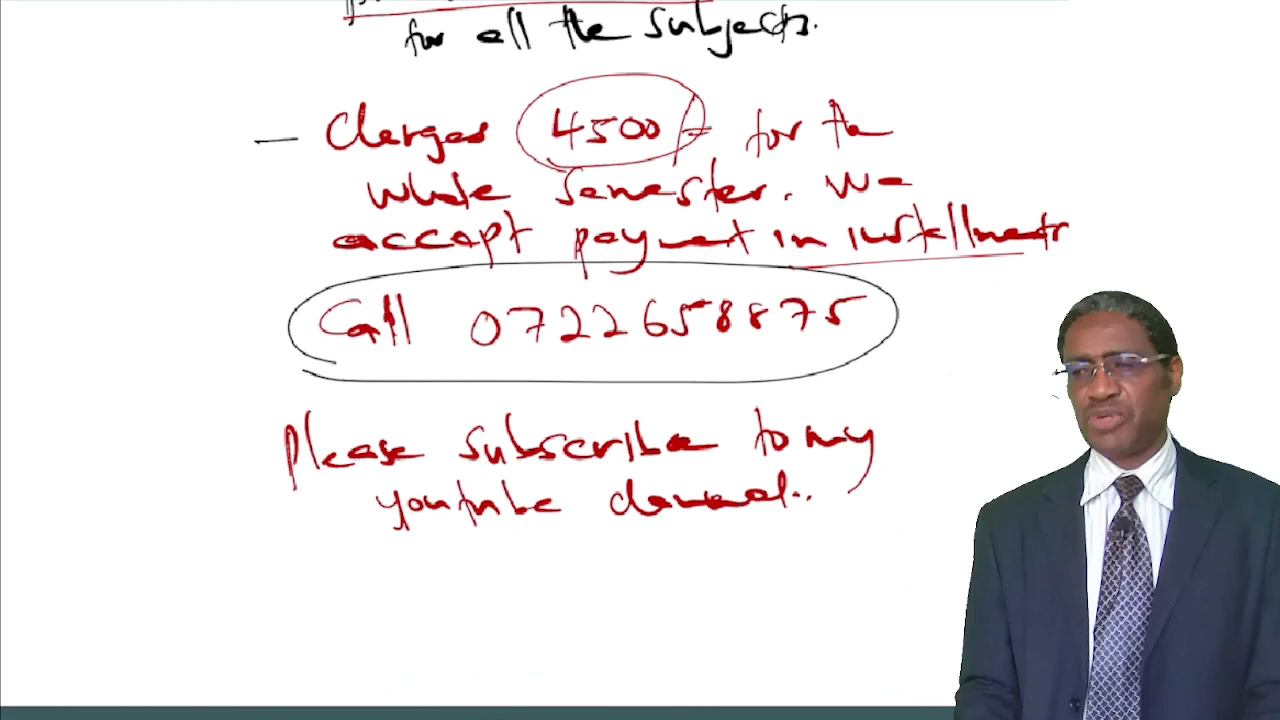 for all the subjects.
— Charges 4500/= for the
whole semester. We
accept payment in installments
Call 0722658875
Please subscribe to my
youtube channel..